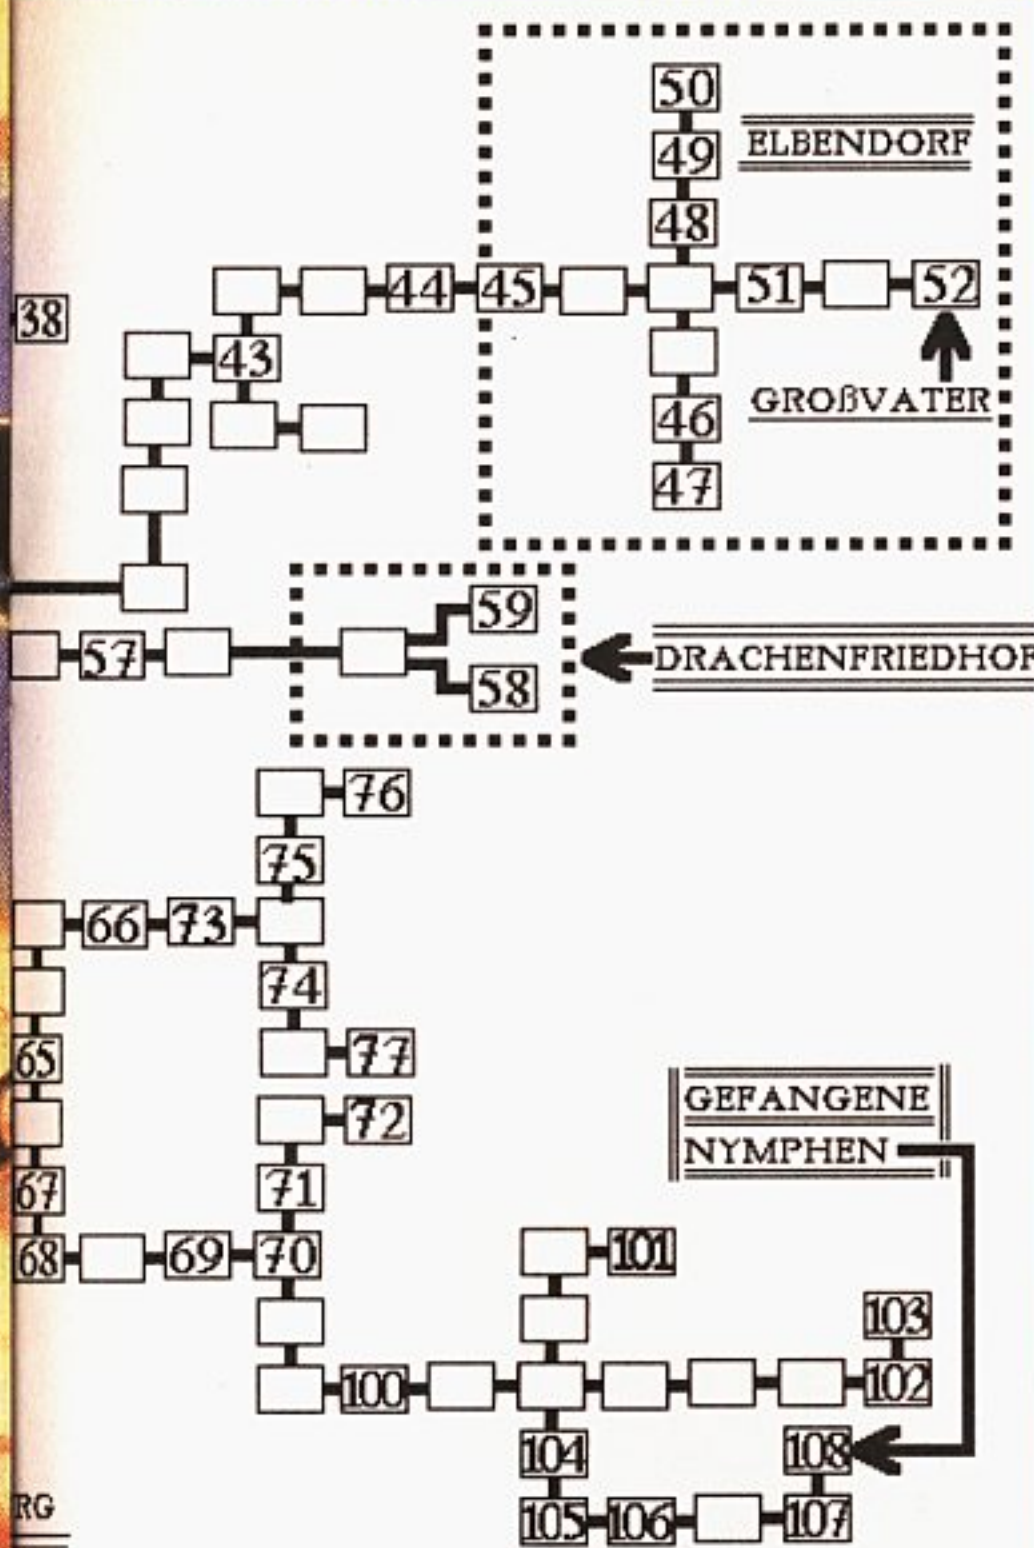 50
49
ELBENDORF
48
44 45 51 52
38
43
GROẞVATER
46
47
59
57
DRACHENFRIEDHOF
58
76
75
66 73
74
65
77
72
GEFANGENE
NYMPHEN
71
67
68 69 70
101
103
100 102
104
108
105 106 107
RG